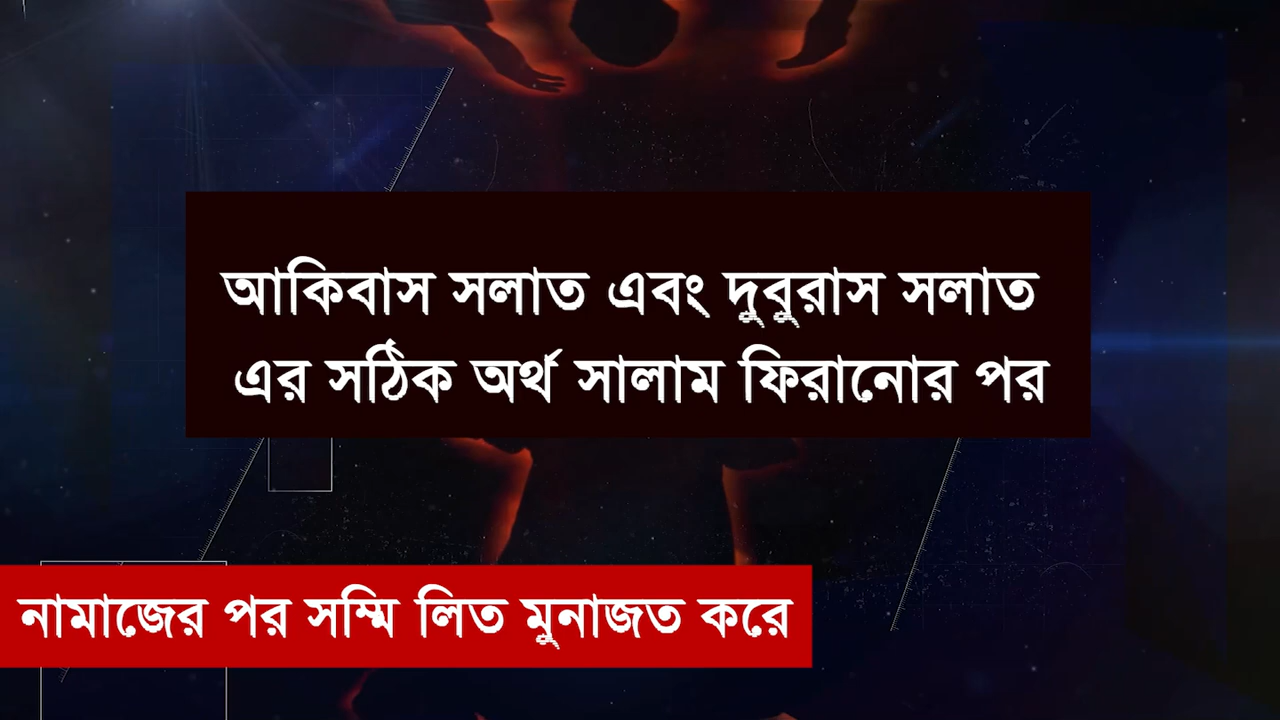 আকিবাস সলাত এবং দুবুরাস সলাত
এর সঠিক অর্থ সালাম ফিরানোর পর
নামাজের পর সম্মি লিত মুনাজত করে